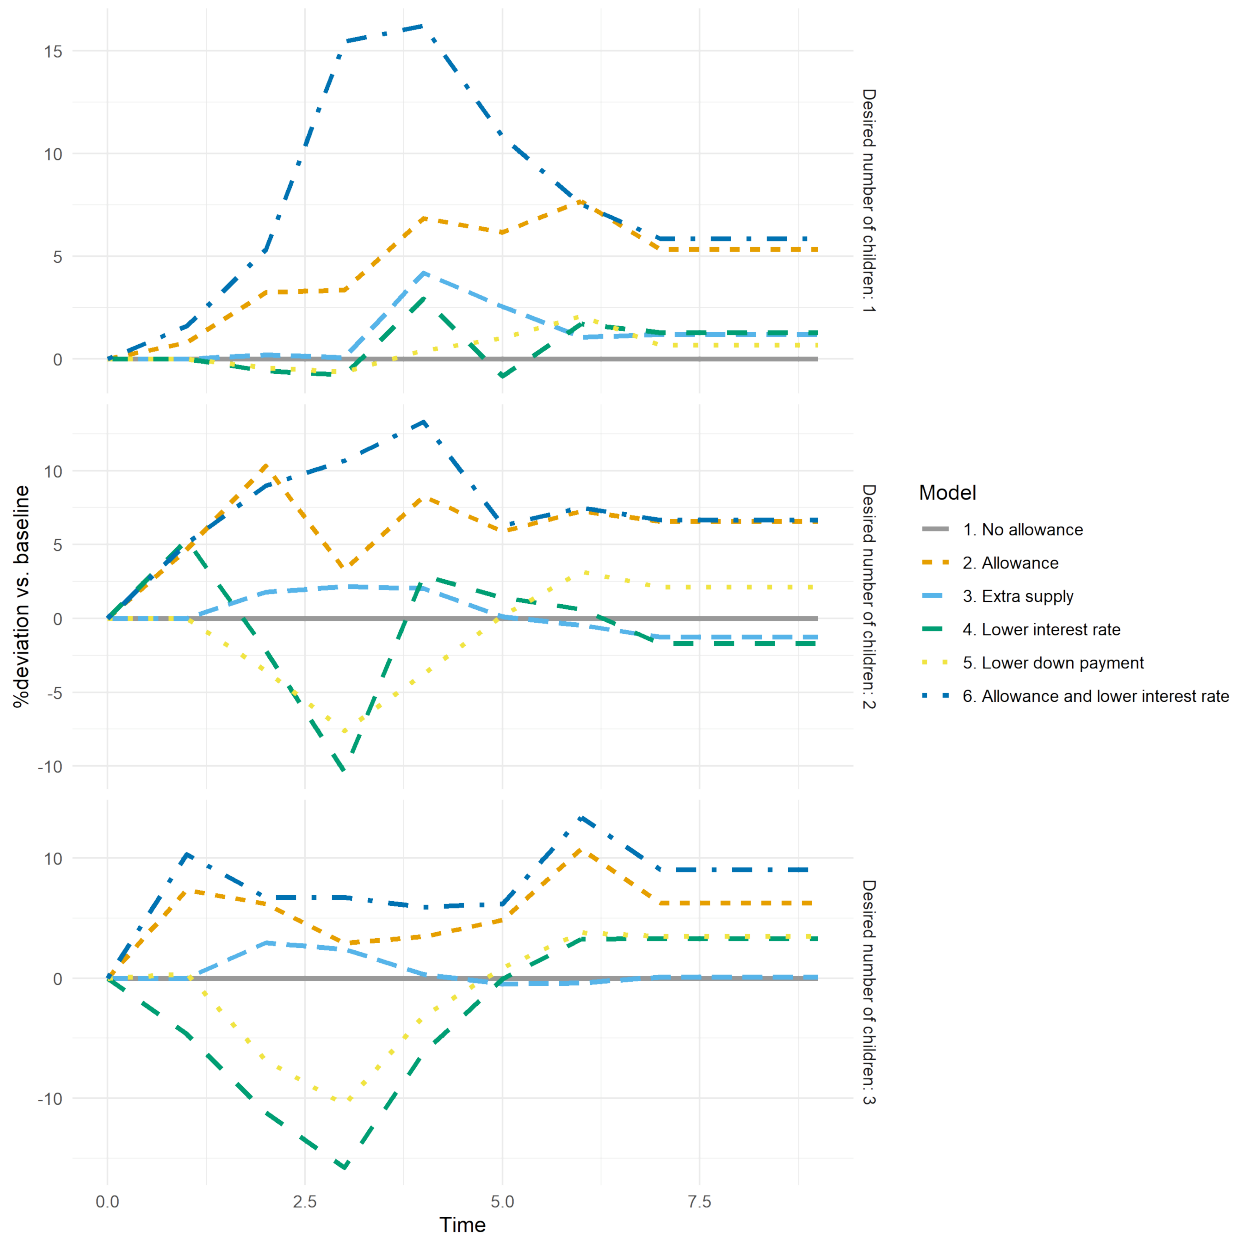 15
10
5
0
Desired number of children: 1
10
5
0
-5
-10
Desired number of children: 2
10
0
-10
Desired number of children: 3
0.0 2.5 5.0 7.5
Time
%deviation vs. baseline
Model
1. No allowance
2. Allowance
3. Extra supply
4. Lower interest rate
5. Lower down payment
6. Allowance and lower interest rate